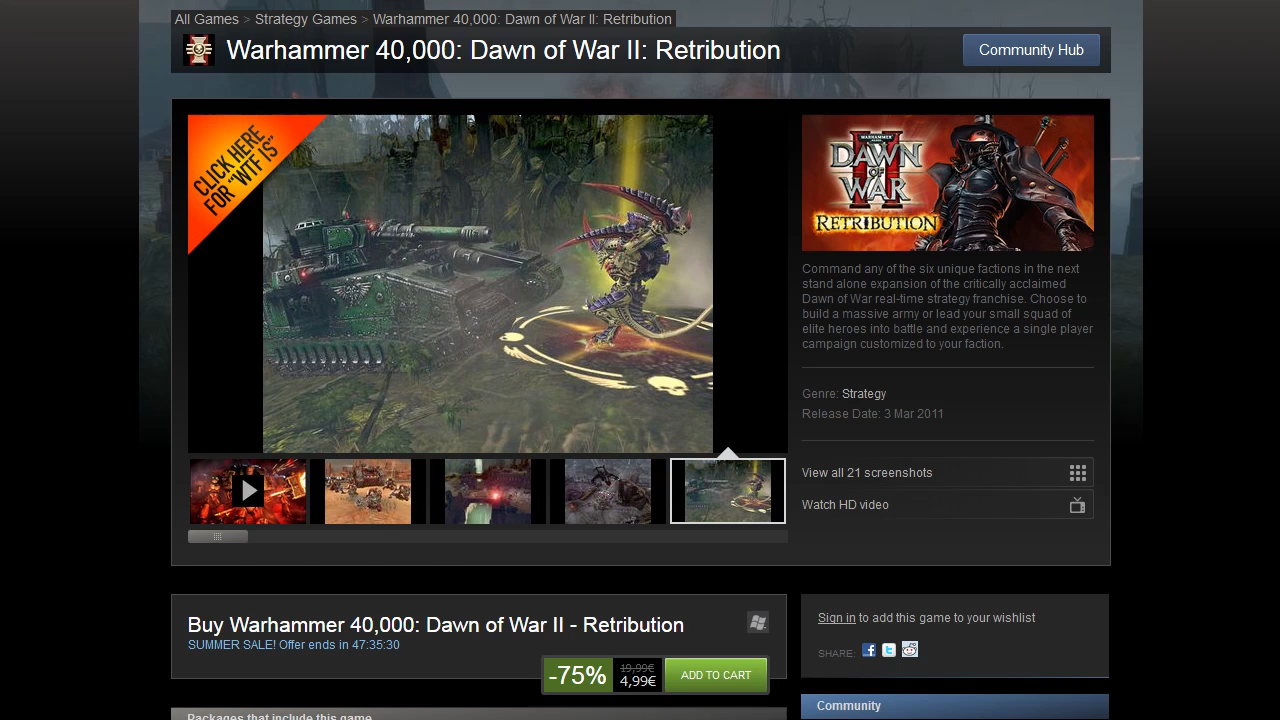 All Games > Strategy Games > Warhammer 40,000: Dawn of War II: Retribution
Warhammer 40,000: Dawn of War II: Retribution
Community Hub
CLICK HERE
FOR "WTF IS"
WARHAMMER
DAWN
OF
WAR
II
RETRIBUTION
Command any of the six unique factions in the next
stand alone expansion of the critically acclaimed
Dawn of War real-time strategy franchise. Choose to
build a massive army or lead your small squad of
elite heroes into battle and experience a single player
campaign customized to your faction.
Genre: Strategy
Release Date: 3 Mar 2011
View all 21 screenshots
Watch HD video
Buy Warhammer 40,000: Dawn of War II - Retribution
SUMMER SALE! Offer ends in 47:35:30
-75%
19,99€
4,99€
ADD TO CART
Sign in to add this game to your wishlist
SHARE:
Packages that include this game
Community